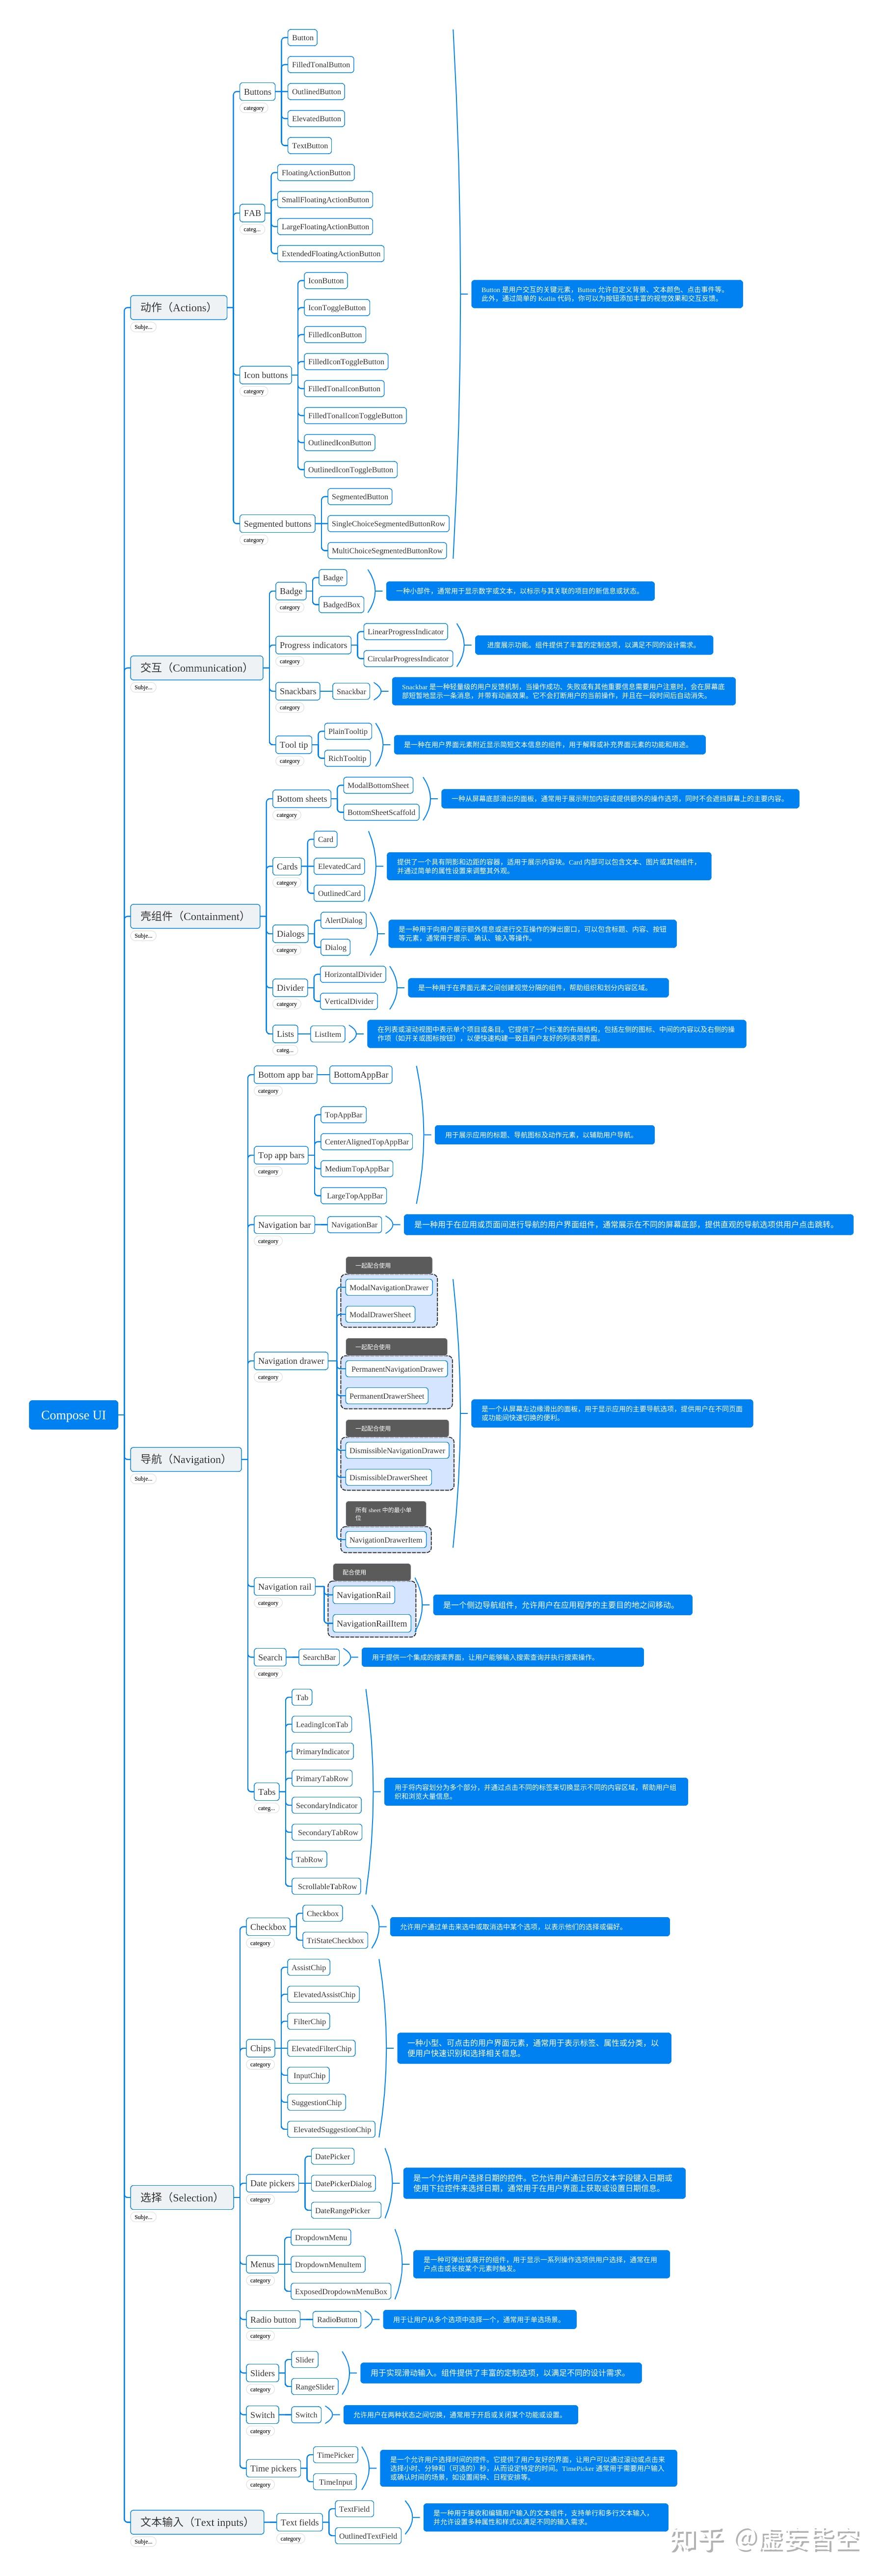 Compose UI
动作（Actions）
Subje...
Buttons
category
Button
FilledTonalButton
OutlinedButton
ElevatedButton
TextButton
FAB
categ...
FloatingActionButton
SmallFloatingActionButton
LargeFloatingActionButton
ExtendedFloatingActionButton
Icon buttons
category
IconButton
IconToggleButton
FilledIconButton
FilledIconToggleButton
FilledTonalIconButton
FilledTonalIconToggleButton
OutlinedIconButton
OutlinedIconToggleButton
Segmented buttons
category
SegmentedButton
SingleChoiceSegmentedButtonRow
MultiChoiceSegmentedButtonRow
Button 是用户交互的关键元素，Button 允许自定义背景、文本颜色、点击事件等。
此外，通过简单的 Kotlin 代码，你可以为按钮添加丰富的视觉效果和交互反馈。
交互（Communication）
Subje...
Badge
category
Badge
BadgedBox
一种小部件，通常用于显示数字或文本，以标示与其关联的项目的新信息或状态。
Progress indicators
category
LinearProgressIndicator
CircularProgressIndicator
进度展示功能。组件提供了丰富的定制选项，以满足不同的设计需求。
Snackbars
category
Snackbar
Snackbar 是一种轻量级的用户反馈机制，当操作成功、失败或有其他重要信息需要用户注意时，会在屏幕底
部短暂地显示一条消息，并带有动画效果。它不会打断用户的当前操作，并且在一段时间后自动消失。
Tool tip
category
PlainTooltip
RichTooltip
是一种在用户界面元素附近显示简短文本信息的组件，用于解释或补充界面元素的功能和用途。
壳组件（Containment）
Subje...
Bottom sheets
category
ModalBottomSheet
BottomSheetScaffold
一种从屏幕底部滑出的面板，通常用于展示附加内容或提供额外的操作选项，同时不会遮挡屏幕上的主要内容。
Cards
category
Card
ElevatedCard
OutlinedCard
提供了一个具有阴影和边距的容器，适用于展示内容块。Card 内部可以包含文本、图片或其他组件，
并通过简单的属性设置来调整其外观。
Dialogs
category
AlertDialog
Dialog
是一种用于向用户展示额外信息或进行交互操作的弹出窗口，可以包含标题、内容、按钮
等元素，通常用于提示、确认、输入等操作。
Divider
category
HorizontalDivider
VerticalDivider
是一种用于在界面元素之间创建视觉分隔的组件，帮助组织和划分内容区域。
Lists
categ...
ListItem
在列表或滚动视图中表示单个项目或条目。它提供了一个标准的布局结构，包括左侧的图标、中间的内容以及右侧的操
作项（如开关或图标按钮），以便快速构建一致且用户友好的列表项界面。
导航（Navigation）
Subje...
Bottom app bar
category
BottomAppBar
Top app bars
category
TopAppBar
CenterAlignedTopAppBar
MediumTopAppBar
LargeTopAppBar
用于展示应用的标题、导航图标及动作元素，以辅助用户导航。
Navigation bar
category
NavigationBar
是一种用于在应用或页面间进行导航的用户界面组件，通常展示在不同的屏幕底部，提供直观的导航选项供用户点击跳转。
Navigation drawer
category
一起配合使用
ModalNavigationDrawer
ModalDrawerSheet
一起配合使用
PermanentNavigationDrawer
PermanentDrawerSheet
一起配合使用
DismissibleNavigationDrawer
DismissibleDrawerSheet
所有 sheet 中的最小单
位
NavigationDrawerItem
是一个从屏幕左边缘滑出的面板，用于显示应用的主要导航选项，提供用户在不同页面
或功能间快速切换的便利。
Navigation rail
category
配合使用
NavigationRail
NavigationRailItem
是一个侧边导航组件，允许用户在应用程序的主要目的地之间移动。
Search
category
SearchBar
用于提供一个集成的搜索界面，让用户能够输入搜索查询并执行搜索操作。
Tabs
categ...
Tab
LeadingIconTab
PrimaryIndicator
PrimaryTabRow
SecondaryIndicator
SecondaryTabRow
TabRow
ScrollableTabRow
用于将内容划分为多个部分，并通过点击不同的标签来切换显示不同的内容区域，帮助用户组
织和浏览大量信息。
选择（Selection）
Subje...
Checkbox
category
Checkbox
TriStateCheckbox
允许用户通过单击来选中或取消选中某个选项，以表示他们的选择或偏好。
Chips
category
AssistChip
ElevatedAssistChip
FilterChip
ElevatedFilterChip
InputChip
SuggestionChip
ElevatedSuggestionChip
一种小型、可点击的用户界面元素，通常用于表示标签、属性或分类，以
便用户快速识别和选择相关信息。
Date pickers
category
DatePicker
DatePickerDialog
DateRangePicker
是一个允许用户选择日期的控件。它允许用户通过日历文本字段键入日期或
使用下拉控件来选择日期，通常用于在用户界面上获取或设置日期信息。
Menus
category
DropdownMenu
DropdownMenuItem
ExposedDropdownMenuBox
是一种可弹出或展开的组件，用于显示一系列操作选项供用户选择，通常在用
户点击或长按某个元素时触发。
Radio button
category
RadioButton
用于让用户从多个选项中选择一个，通常用于单选场景。
Sliders
category
Slider
RangeSlider
用于实现滑动输入。组件提供了丰富的定制选项，以满足不同的设计需求。
Switch
category
Switch
允许用户在两种状态之间切换，通常用于开启或关闭某个功能或设置。
Time pickers
category
TimePicker
TimeInput
是一个允许用户选择时间的控件。它提供了用户友好的界面，让用户可以通过滚动或点击来
选择小时、分钟和（可选的）秒，从而设定特定的时间。TimePicker 通常用于需要用户输入
或确认时间的场景，如设置闹钟、日程安排等。
文本输入（Text inputs）
Subje...
Text fields
category
TextField
OutlinedTextField
是一种用于接收和编辑用户输入的文本组件，支持单行和多行文本输入，
并允许设置多种属性和样式以满足不同的输入需求。
知乎 @虚妄皆空